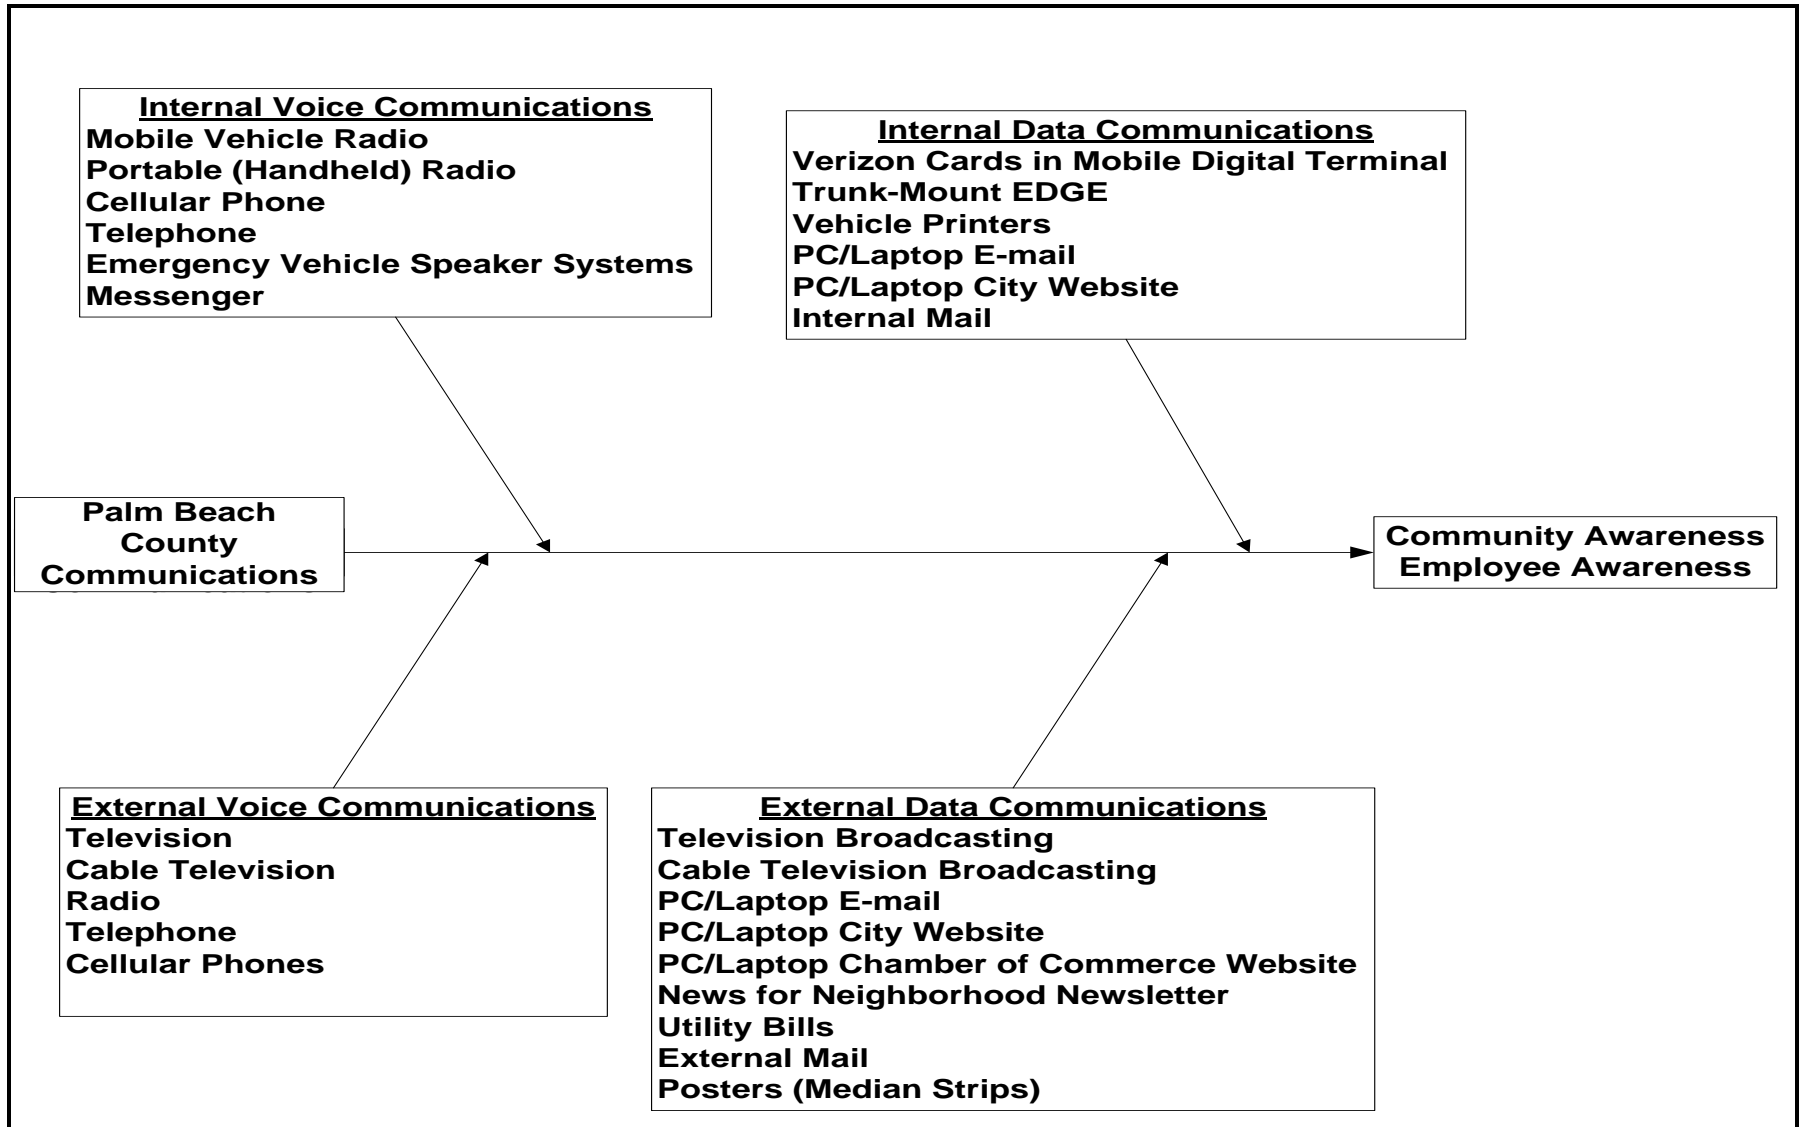 Internal Voice Communications
Mobile Vehicle Radio
Portable (Handheld) Radio
Cellular Phone
Telephone
Emergency Vehicle Speaker Systems
Messenger
Internal Data Communications
Verizon Cards in Mobile Digital Terminal
Trunk-Mount EDGE
Vehicle Printers
PC/Laptop E-mail
PC/Laptop City Website
Internal Mail
Palm Beach
County
Communications
Community Awareness
Employee Awareness
External Voice Communications
Television
Cable Television
Radio
Telephone
Cellular Phones
External Data Communications
Television Broadcasting
Cable Television Broadcasting
PC/Laptop E-mail
PC/Laptop City Website
PC/Laptop Chamber of Commerce Website
News for Neighborhood Newsletter
Utility Bills
External Mail
Posters (Median Strips)